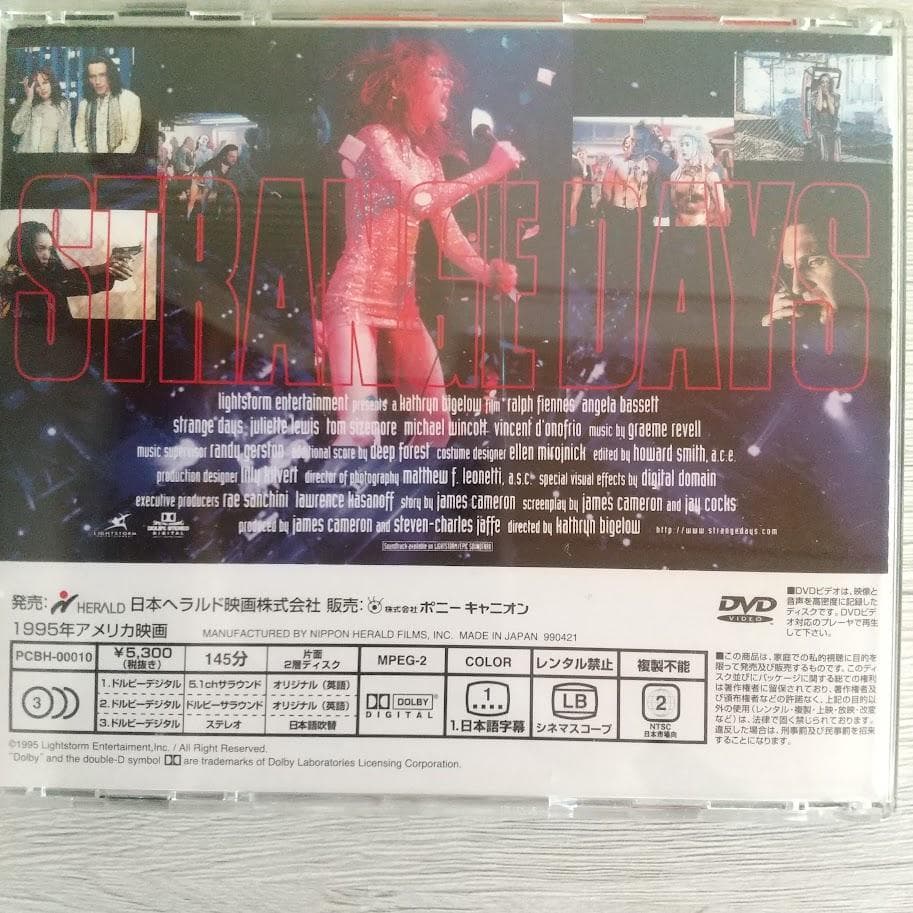 STRANGE DAYS
lightstorm entertainment presents a kathryn bigelow film ralph fiennes angela bassett
strange days juliette lewis tom sizemore michael wincott vincent d'onofrio music by graeme revell
music supervisor randy gerston additional score by deep forest costume designer ellen mirojnick edited by howard smith, a.c.e.
production designer lilly kilvert director of photography matthew f. leonetti, a.s.c special visual effects by digital domain
executive producers rae sanchini lawrence kasanoff story by james cameron screenplay by james cameron and jay cocks
produced by james cameron and steven-charles jaffe directed by kathryn bigelow http://www strangedays.com
LIGHTSTORM
DOLBY STEREO
DIGITAL
Soundtrack available on LIGHTSTORM/EPIC SOUNDTRAX
発売: HERALD 日本ヘラルド映画株式会社 販売: 株式会社 ポニー キャニオン
1995年アメリカ映画 MANUFACTURED BY NIPPON HERALD FILMS, INC. MADE IN JAPAN 990421
DVD
VIDEO
■DVDビデオは、映像と
音声を高密度に記録した
ディスクです。DVDビデ
オ対応のプレーヤで再生
して下さい。
PCBH-00010 ¥5,300 (税抜き) 145分 片面 2層ディスク MPEG-2 COLOR レンタル禁止 複製不能
3
1.ドルビーデジタル 5.1chサラウンド オリジナル(英語)
2.ドルビーデジタル ドルビーサラウンド オリジナル(英語)
3.ドルビーデジタル ステレオ 日本語吹替
DOLBY
DIGITAL
1
1.日本語字幕
LB
シネマスコープ
2
NTSC
日本市場向
■この商品は、家庭での私的視聴に目的を
限って発売及び販売するものです。このディ
スク並びにパッケージに関する総ての権利
は著作権者に留保されており、著作権者及
び頒布権者などの許諾なく、上記の目的以
外の使用(レンタル・複製・上映・放映・改変
など)は、法律で固く禁じられております。
違反した場合は、刑事罰及び民事罰を招来
することになります。
©1995 Lightstorm Entertaiment,Inc. / All Right Reserved.
"Dolby" and the double-D symbol are trademarks of Dolby Laboratories Licensing Corporation.